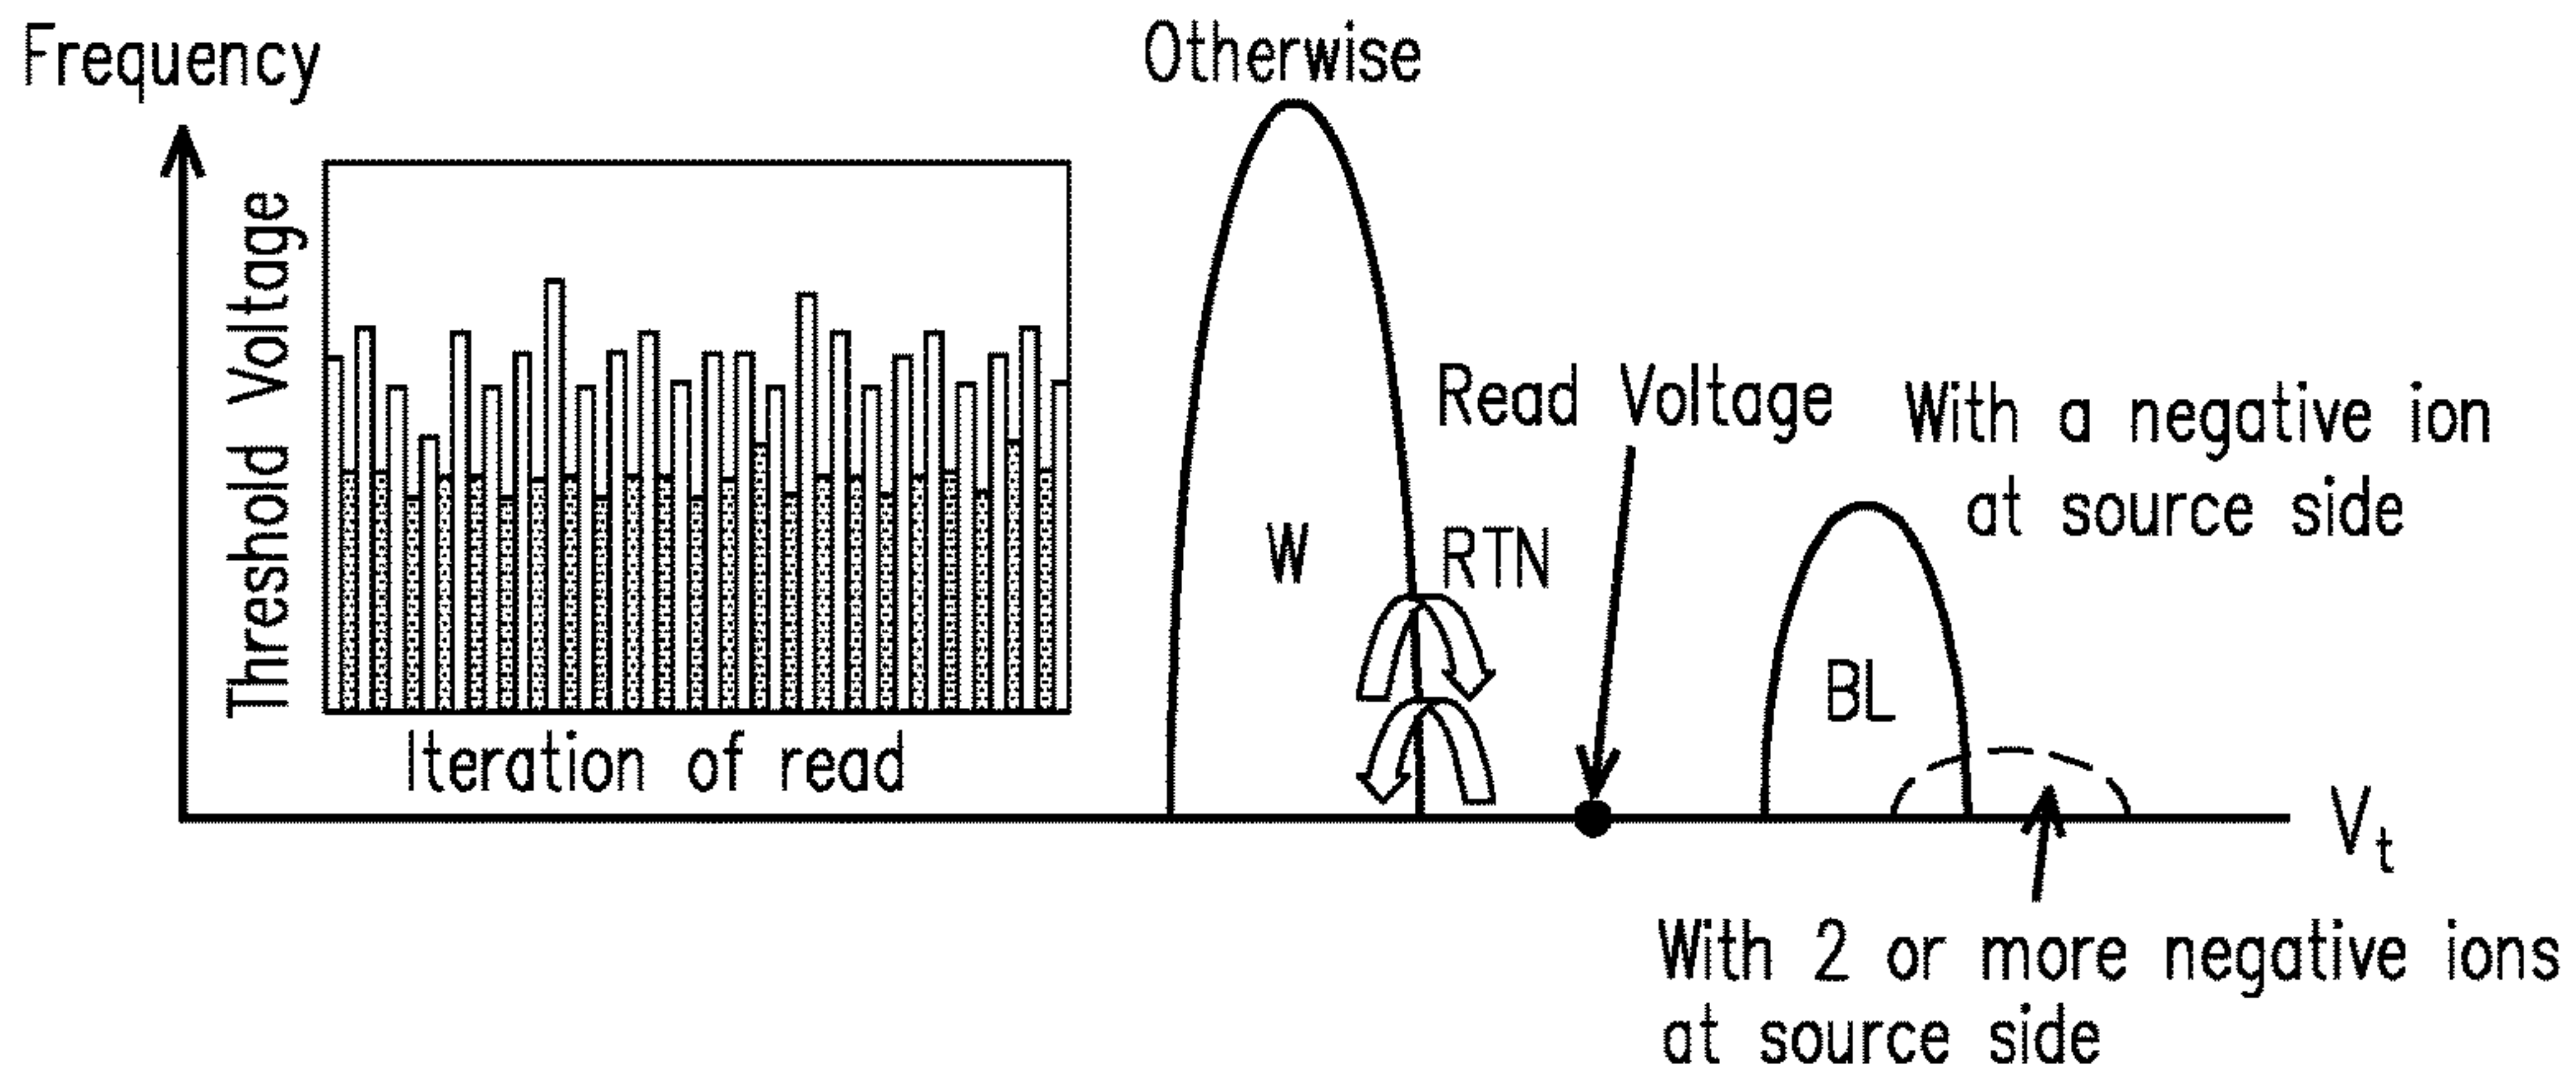 Frequency
Otherwise
Threshold Voltage
Iteration of read
W
RTN
Read Voltage
With a negative ion
at source side
BL
Vt
With 2 or more negative ions
at source side